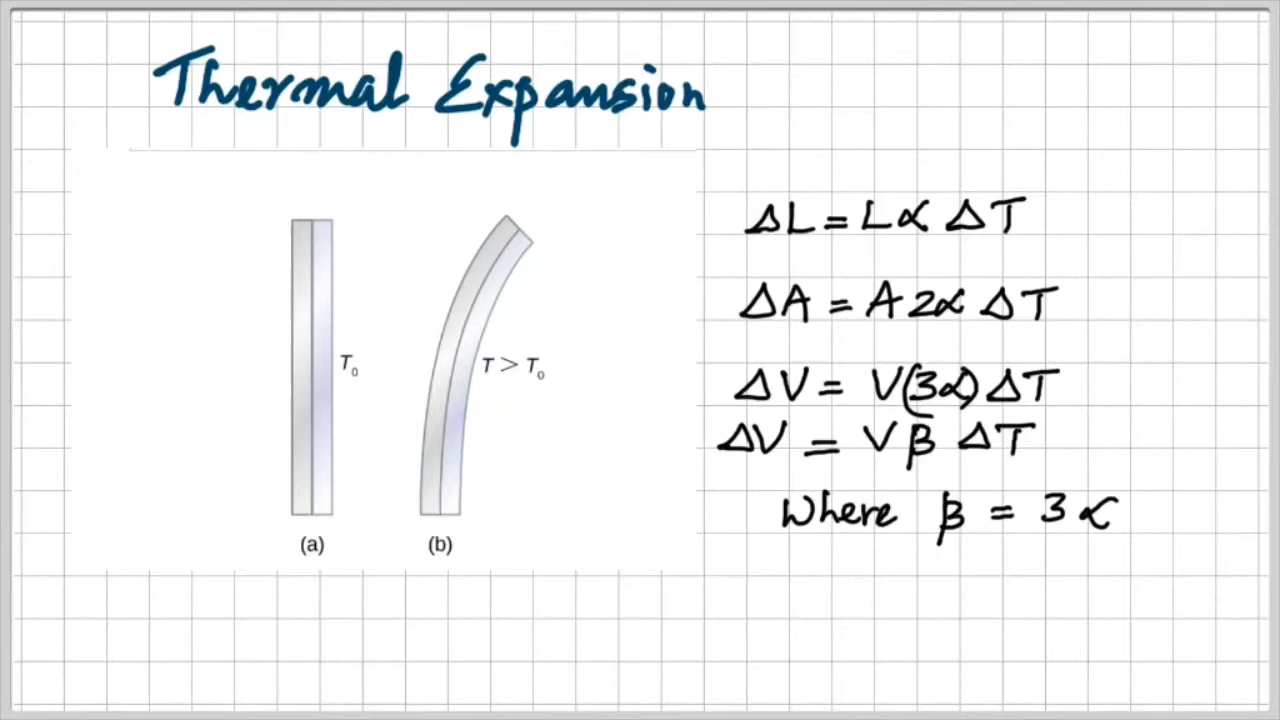 Thermal Expansion
ΔL = Lα ΔT
ΔA = A 2α ΔT
T₀
T > T₀
ΔV = V(3α) ΔT
ΔV = Vβ ΔT
Where β = 3α
(a)
(b)